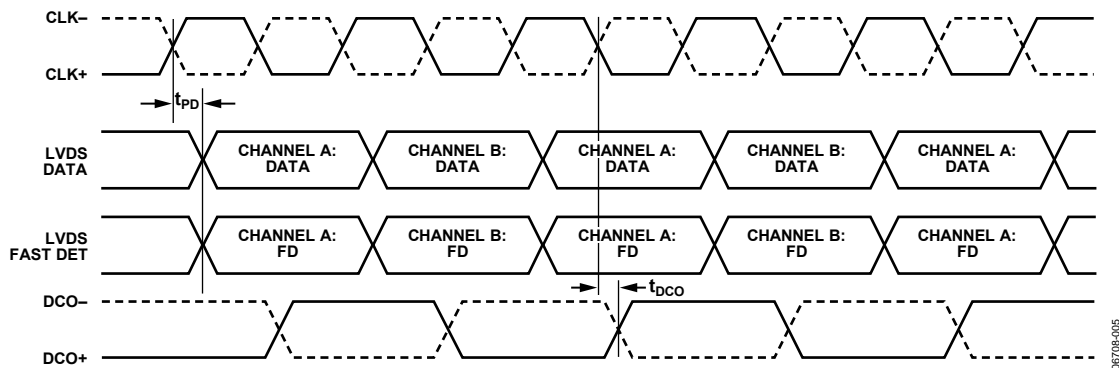 CLK–
CLK+
tPD
LVDS
DATA
CHANNEL A:
DATA
CHANNEL B:
DATA
CHANNEL A:
DATA
CHANNEL B:
DATA
CHANNEL A:
DATA
LVDS
FAST DET
CHANNEL A:
FD
CHANNEL B:
FD
CHANNEL A:
FD
CHANNEL B:
FD
CHANNEL A:
FD
DCO–
tDCO
DCO+
06708-005